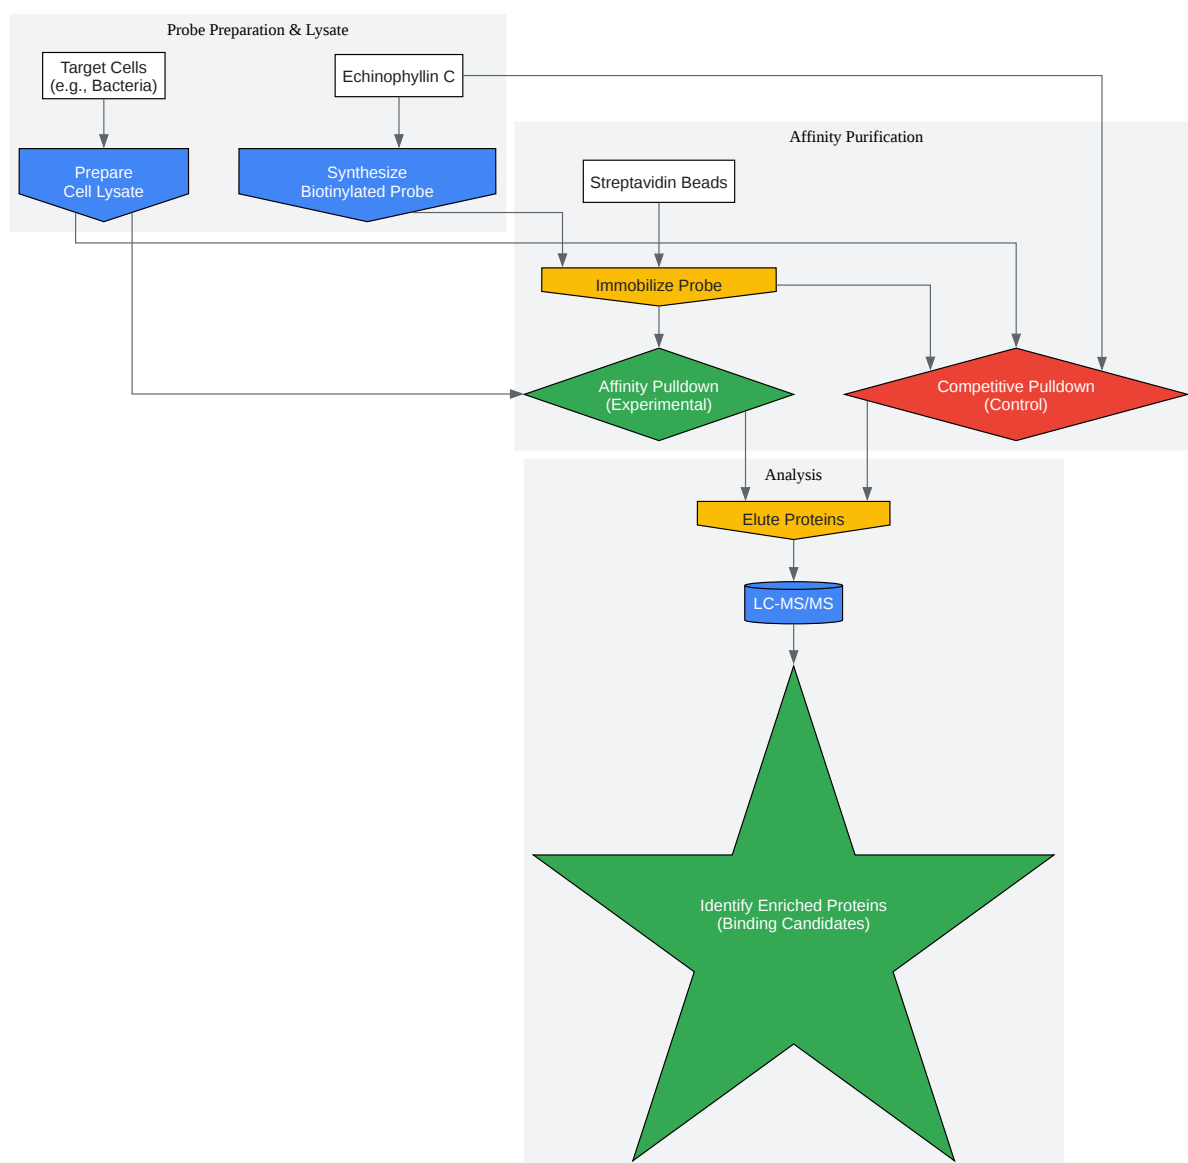 Probe Preparation & Lysate
Target Cells
(e.g., Bacteria)
Echinophyllin C
Prepare
Cell Lysate
Synthesize
Biotinylated Probe
Affinity Purification
Streptavidin Beads
Immobilize Probe
Affinity Pulldown
(Experimental)
Competitive Pulldown
(Control)
Analysis
Elute Proteins
LC-MS/MS
Identify Enriched Proteins
(Binding Candidates)